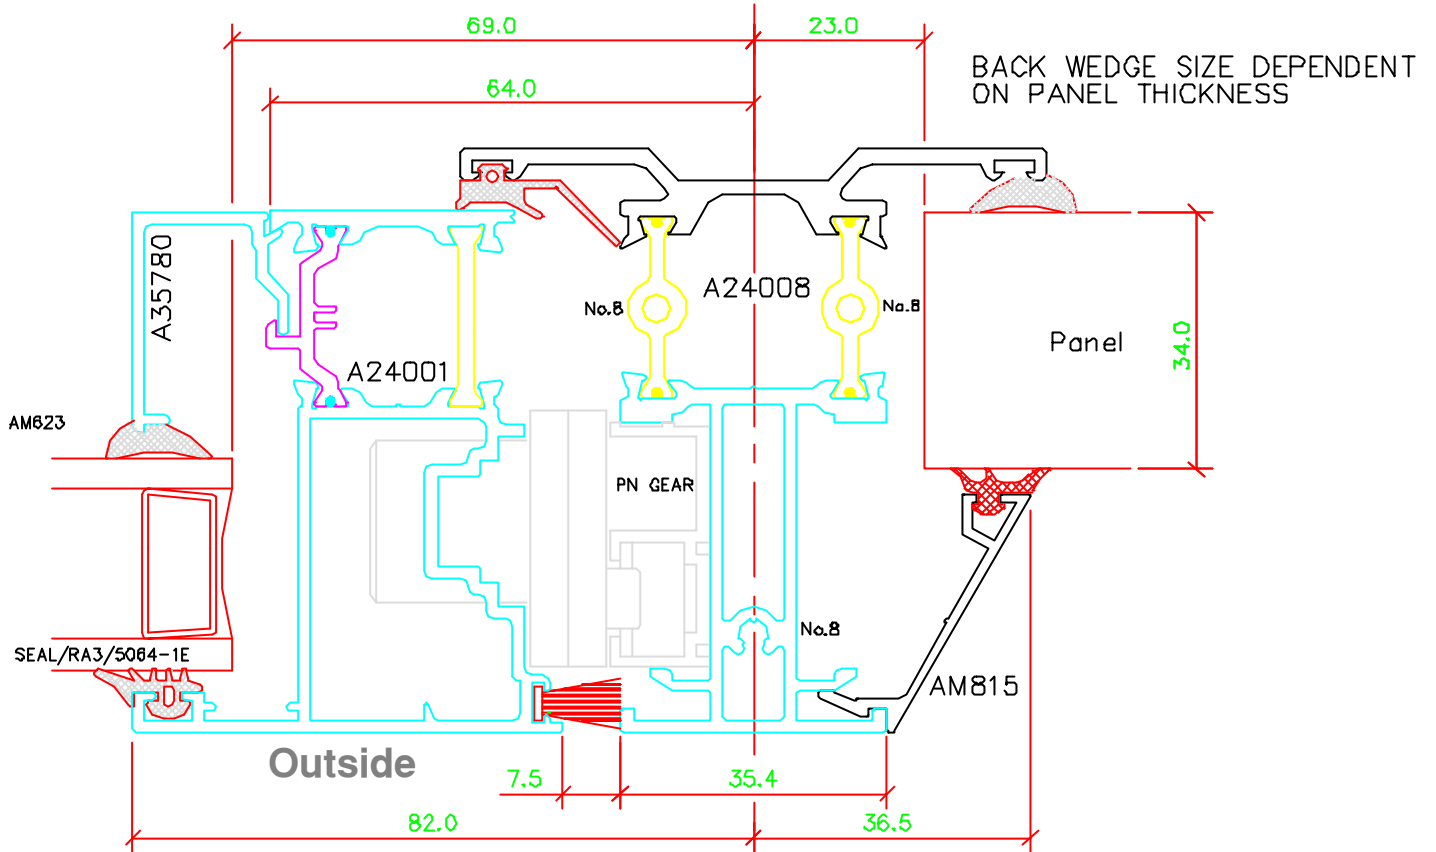 69.0
23.0
BACK WEDGE SIZE DEPENDENT
ON PANEL THICKNESS
64.0
A35780
A24008
No.8
No.8
Panel
34.0
A24001
AM623
PN GEAR
No.8
SEAL/RA3/5064-1E
AM815
Outside
7.5
35.4
82.0
36.5